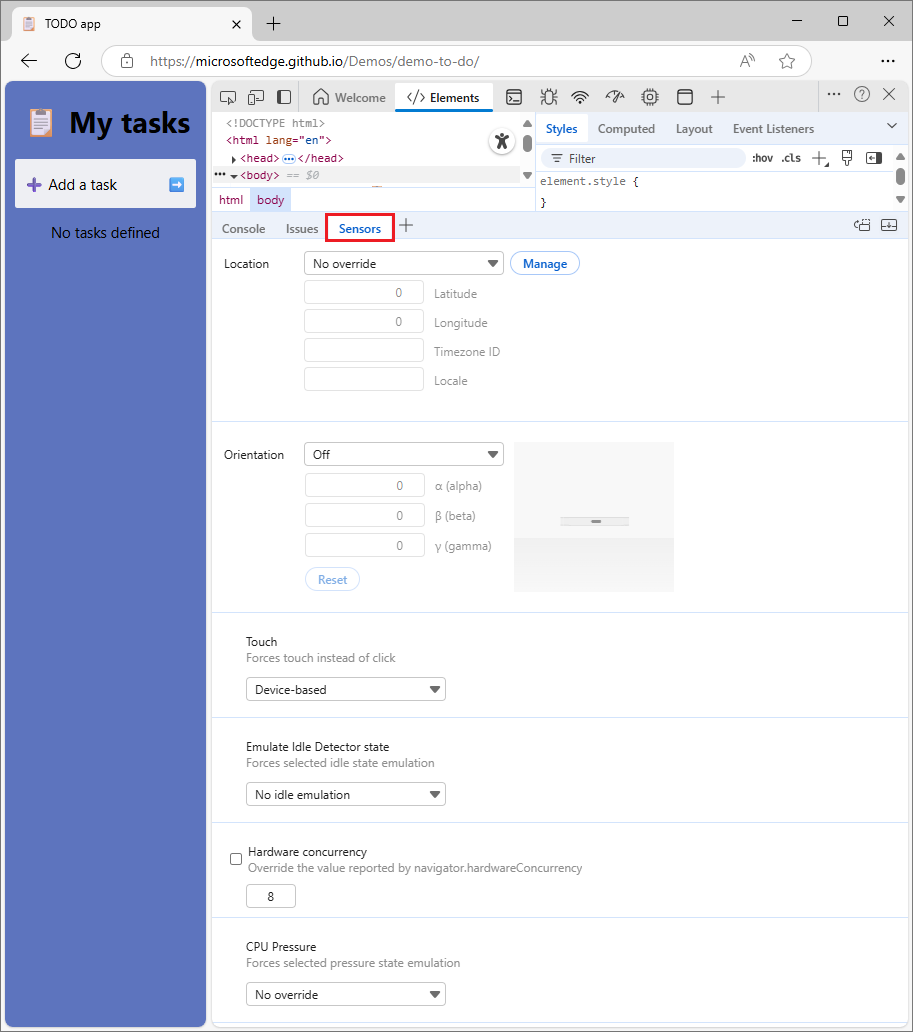 TODO app
https://microsoftedge.github.io/Demos/demo-to-do/
My tasks
Add a task
No tasks defined
Welcome
</> Elements
<!DOCTYPE html>
<html lang="en">
<head> ••• </head>
••• <body> == $0
html body
Styles Computed Layout Event Listeners
Filter :hov .cls
element.style {
}
Console Issues Sensors
Location No override Manage
0 Latitude
0 Longitude
Timezone ID
Locale
Orientation Off
0 α (alpha)
0 β (beta)
0 γ (gamma)
Reset
Touch
Forces touch instead of click
Device-based
Emulate Idle Detector state
Forces selected idle state emulation
No idle emulation
Hardware concurrency
Override the value reported by navigator.hardwareConcurrency
8
CPU Pressure
Forces selected pressure state emulation
No override